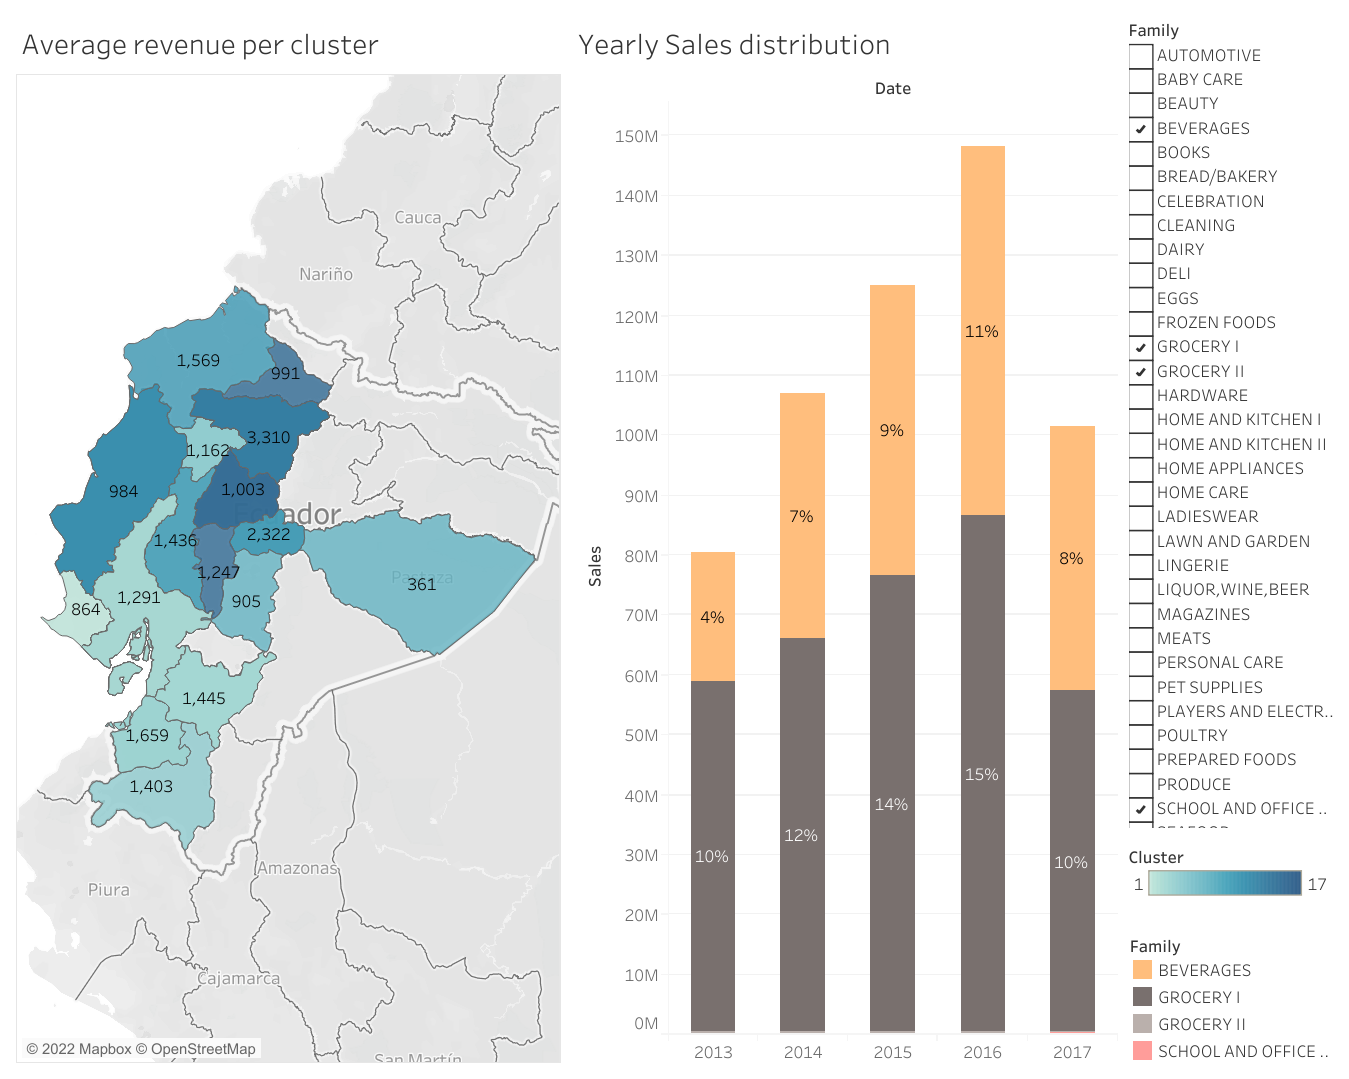 Average revenue per cluster
Cauca
Nariño
1,569
991
3,310
1,162
984
1,003
Ecuador
1,436
2,322
1,247
Pastaza
361
864
1,291
905
1,445
1,659
1,403
Amazonas
Piura
Cajamarca
San Martín
© 2022 Mapbox © OpenStreetMap
Yearly Sales distribution
Date
Sales
150M
140M
130M
120M
110M
100M
90M
80M
70M
60M
50M
40M
30M
20M
10M
0M
4%
10%
7%
12%
9%
14%
11%
15%
8%
10%
2013
2014
2015
2016
2017
Family
AUTOMOTIVE
BABY CARE
BEAUTY
BEVERAGES
BOOKS
BREAD/BAKERY
CELEBRATION
CLEANING
DAIRY
DELI
EGGS
FROZEN FOODS
GROCERY I
GROCERY II
HARDWARE
HOME AND KITCHEN I
HOME AND KITCHEN II
HOME APPLIANCES
HOME CARE
LADIESWEAR
LAWN AND GARDEN
LINGERIE
LIQUOR,WINE,BEER
MAGAZINES
MEATS
PERSONAL CARE
PET SUPPLIES
PLAYERS AND ELECTR..
POULTRY
PREPARED FOODS
PRODUCE
SCHOOL AND OFFICE ..
Cluster
1
17
Family
BEVERAGES
GROCERY I
GROCERY II
SCHOOL AND OFFICE ..